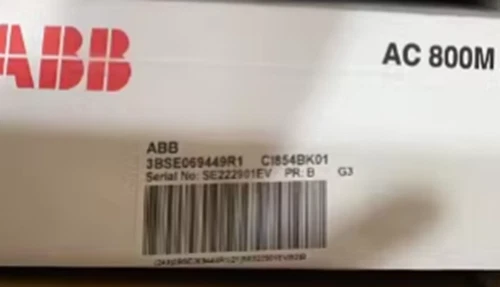 ABB
AC 800M
ABB
3BSE069449R1 CI854BK01
Serial No: SE222901EV PR: B G3